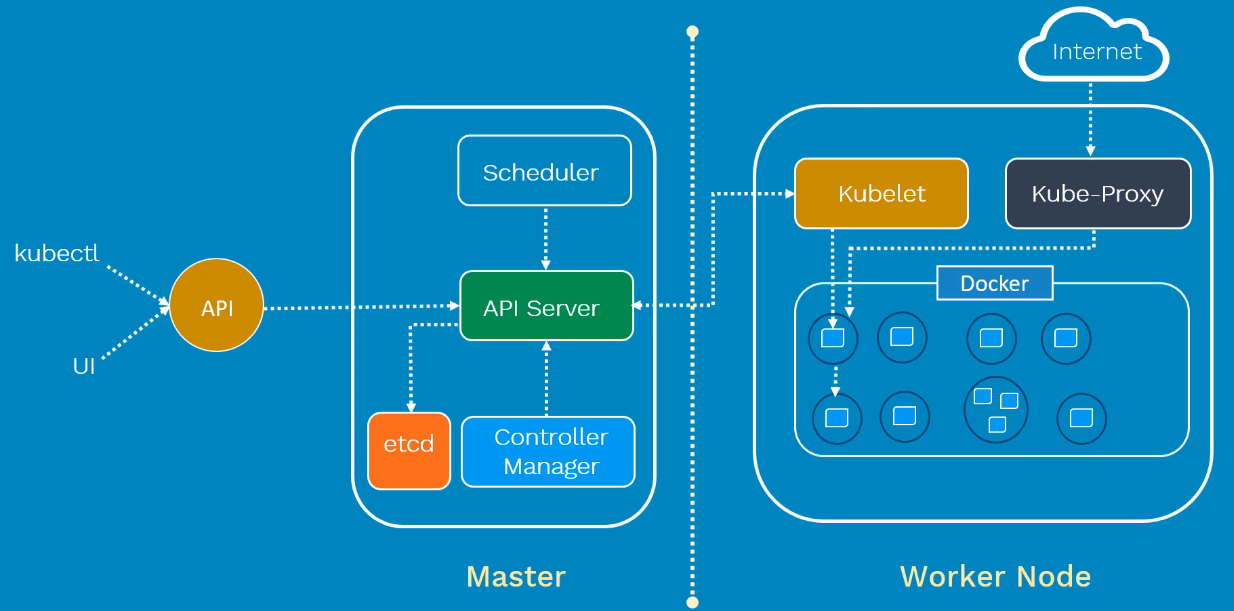 Internet
Scheduler
Kubelet
Kube-Proxy
kubectl
API
API Server
Docker
UI
etcd
Controller
Manager
Master
Worker Node